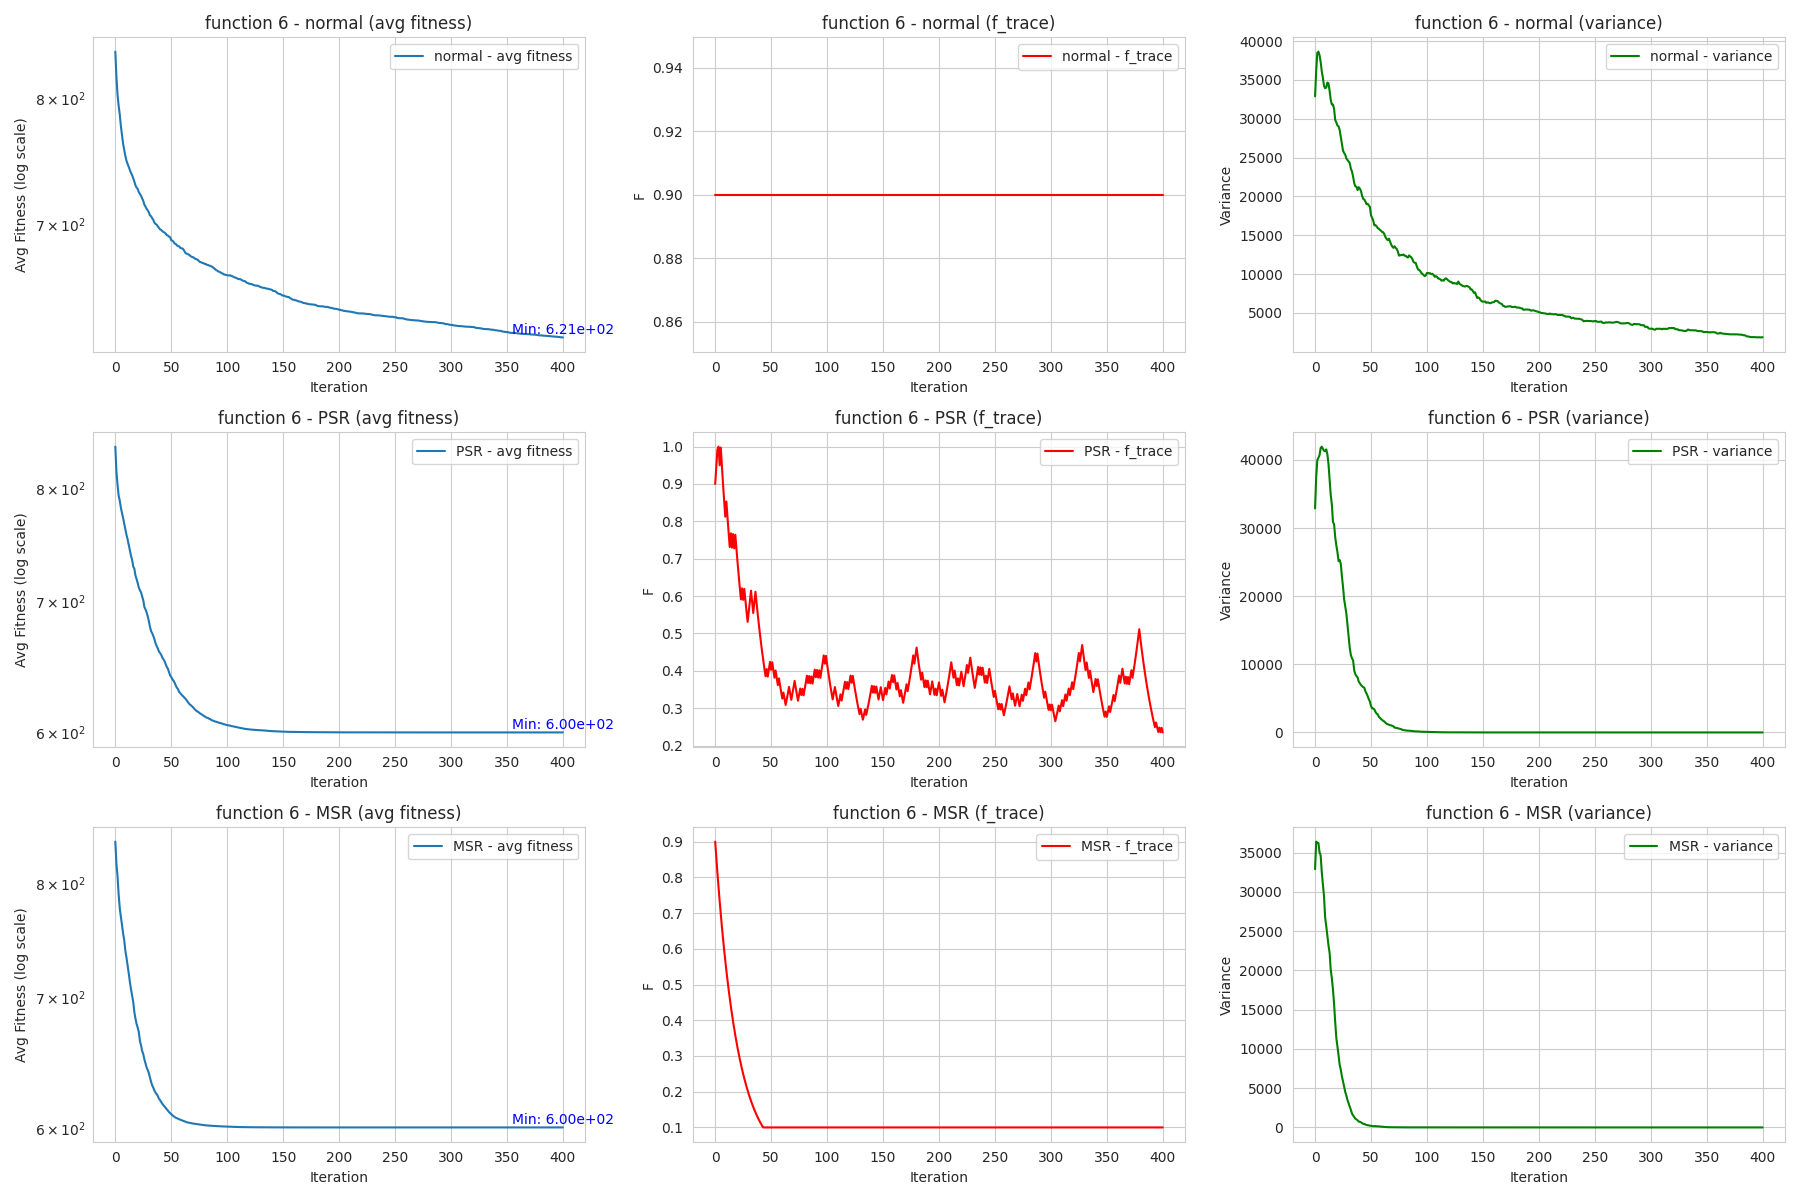 function 6 - normal (avg fitness)
normal - avg fitness
Avg Fitness (log scale)
8 × 10²
7 × 10²
Min: 6.21e+02
0 50 100 150 200 250 300 350 400
Iteration
function 6 - normal (f_trace)
normal - f_trace
F
0.94
0.92
0.90
0.88
0.86
0 50 100 150 200 250 300 350 400
Iteration
function 6 - normal (variance)
normal - variance
Variance
40000
35000
30000
25000
20000
15000
10000
5000
0 50 100 150 200 250 300 350 400
Iteration
function 6 - PSR (avg fitness)
PSR - avg fitness
Avg Fitness (log scale)
8 × 10²
7 × 10²
6 × 10²
Min: 6.00e+02
0 50 100 150 200 250 300 350 400
Iteration
function 6 - PSR (f_trace)
PSR - f_trace
F
1.0
0.9
0.8
0.7
0.6
0.5
0.4
0.3
0.2
0 50 100 150 200 250 300 350 400
Iteration
function 6 - PSR (variance)
PSR - variance
Variance
40000
30000
20000
10000
0
0 50 100 150 200 250 300 350 400
Iteration
function 6 - MSR (avg fitness)
MSR - avg fitness
Avg Fitness (log scale)
8 × 10²
7 × 10²
6 × 10²
Min: 6.00e+02
0 50 100 150 200 250 300 350 400
Iteration
function 6 - MSR (f_trace)
MSR - f_trace
F
0.9
0.8
0.7
0.6
0.5
0.4
0.3
0.2
0.1
0 50 100 150 200 250 300 350 400
Iteration
function 6 - MSR (variance)
MSR - variance
Variance
35000
30000
25000
20000
15000
10000
5000
0
0 50 100 150 200 250 300 350 400
Iteration